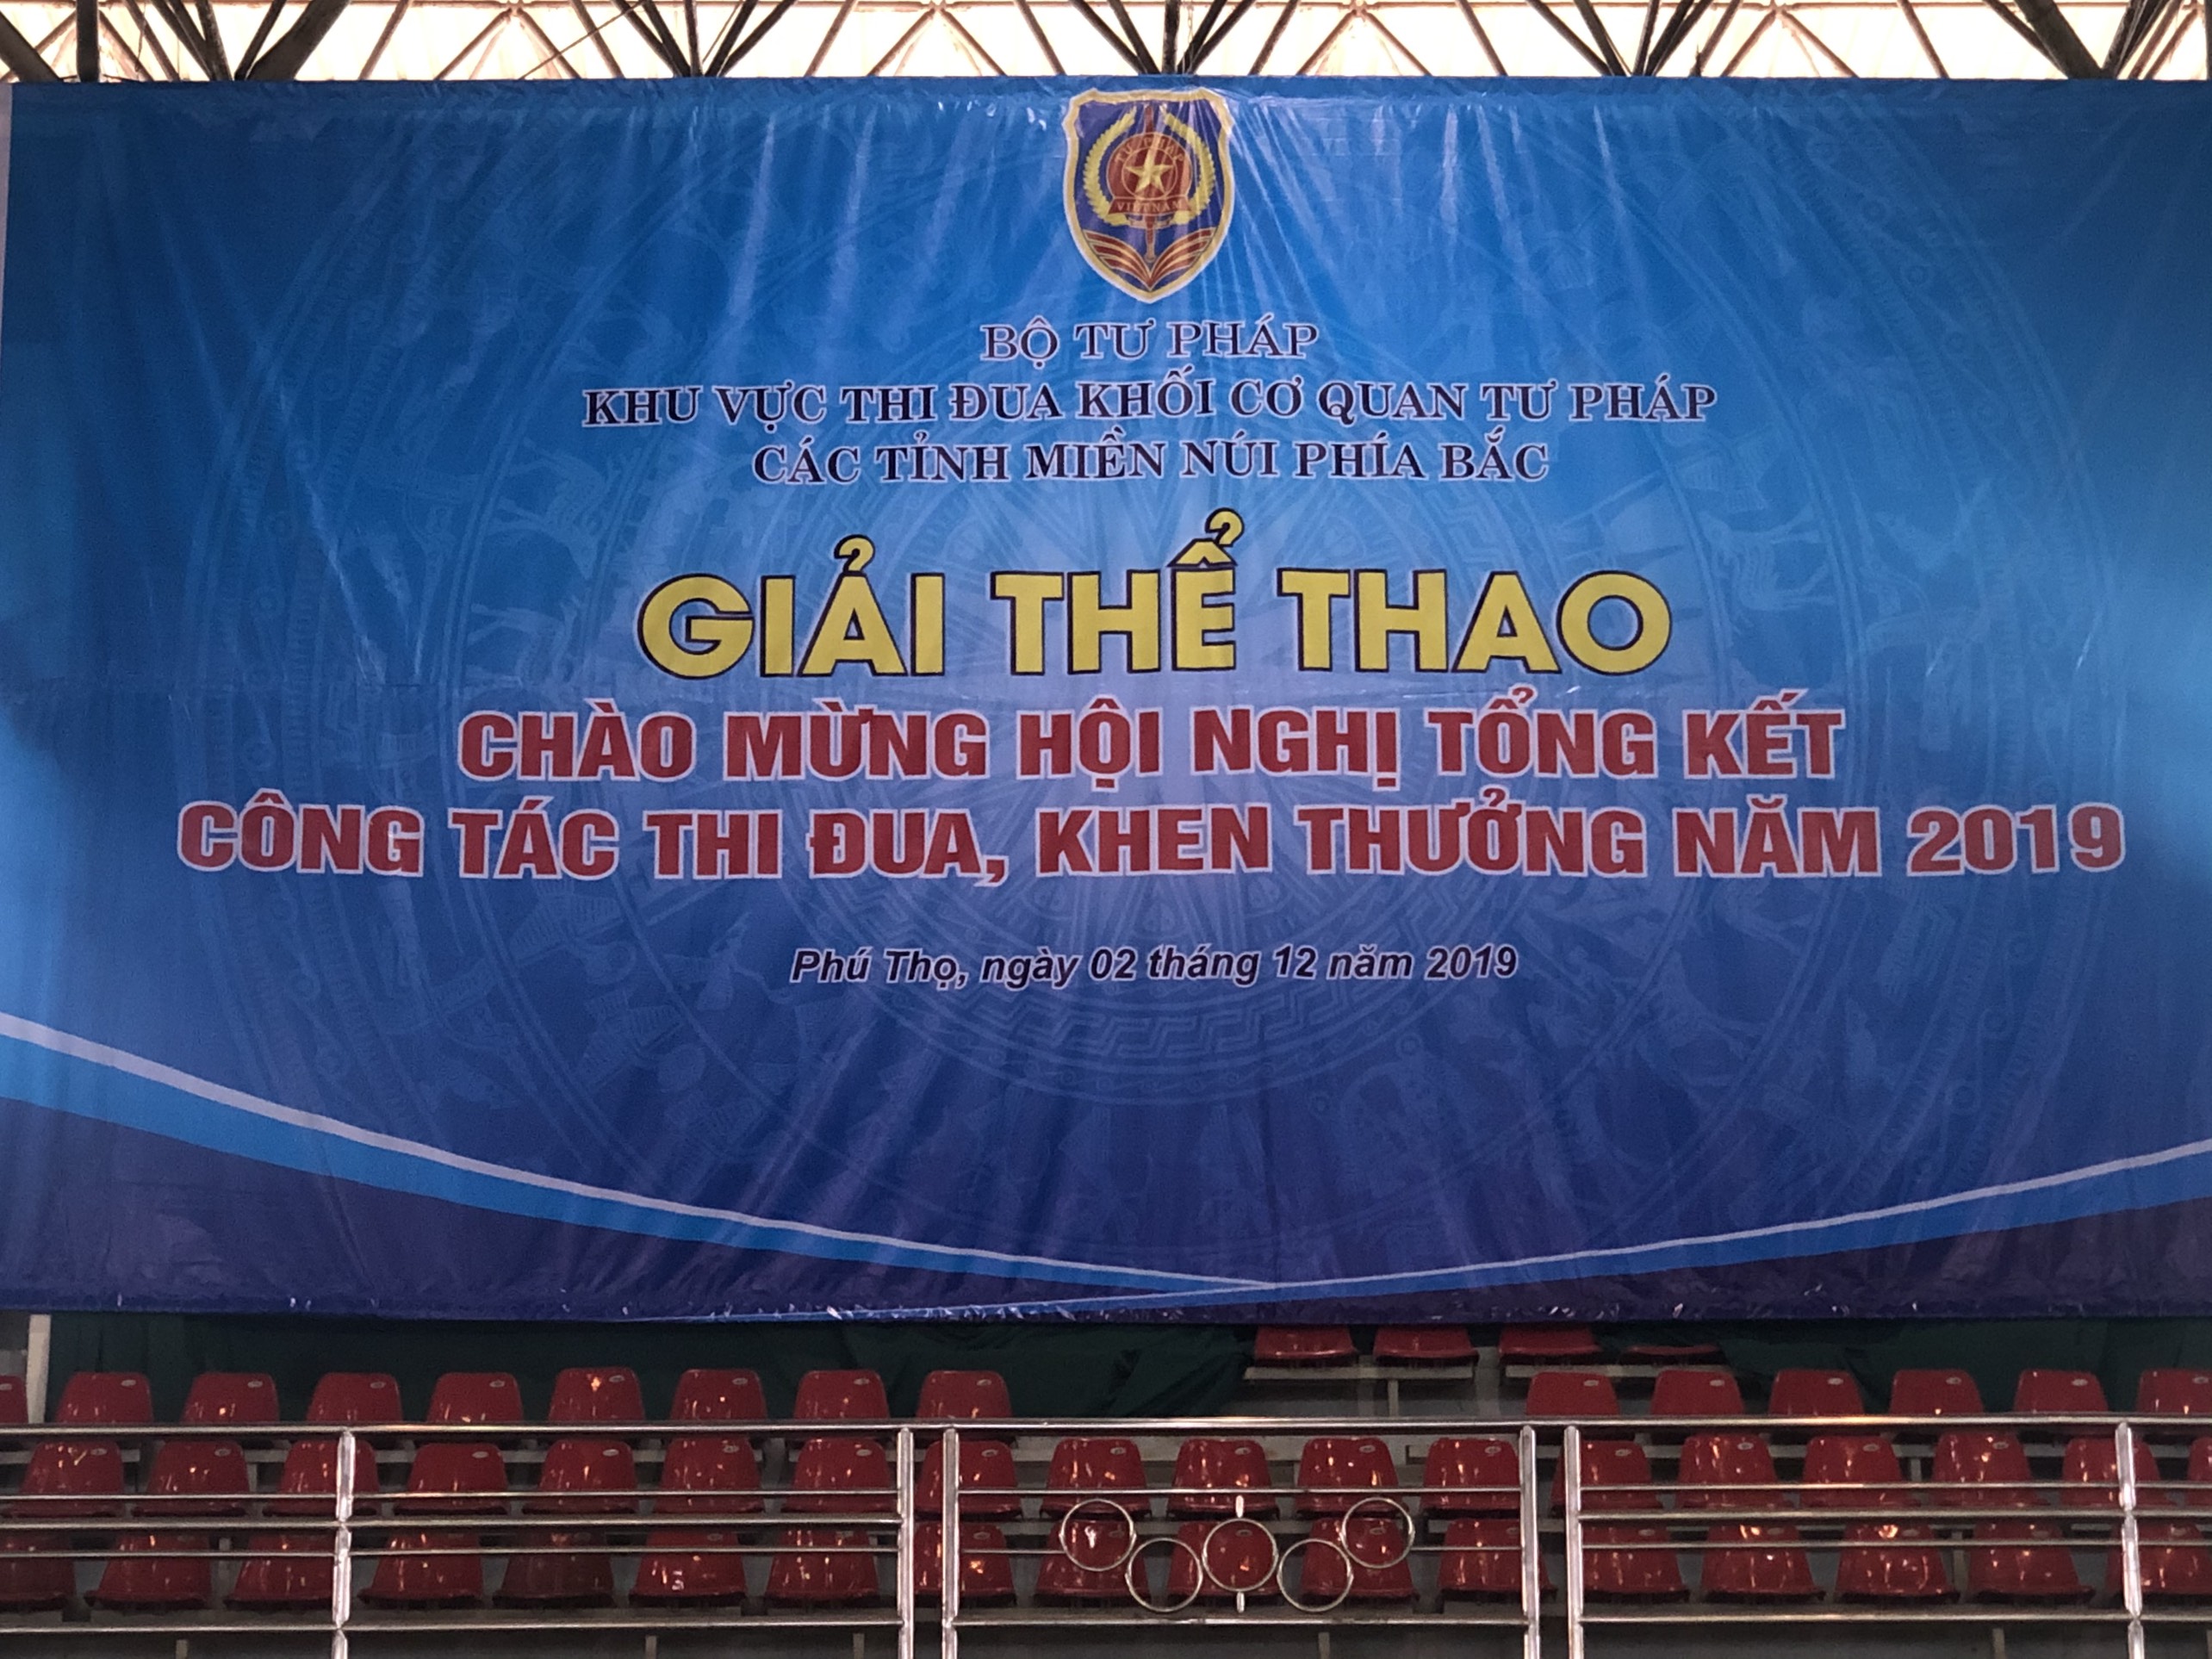 VIETNAM
BỘ TƯ PHÁP
KHU VỰC THI ĐUA KHỐI CƠ QUAN TƯ PHÁP
CÁC TỈNH MIỀN NÚI PHÍA BẮC
GIẢI THỂ THAO
CHÀO MỪNG HỘI NGHỊ TỔNG KẾT
CÔNG TÁC THI ĐUA, KHEN THƯỞNG NĂM 2019
Phú Thọ, ngày 02 tháng 12 năm 2019